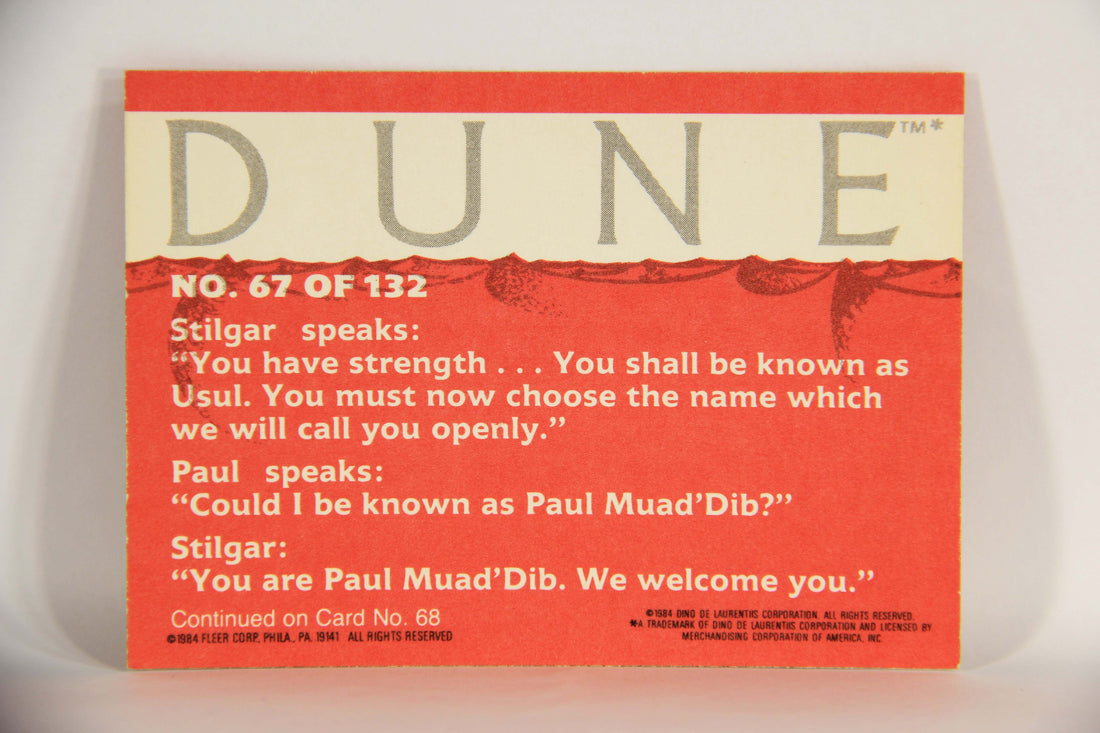 DUNE™*
NO. 67 OF 132
Stilgar speaks:
“You have strength . . . You shall be known as
Usul. You must now choose the name which
we will call you openly.”
Paul speaks:
“Could I be known as Paul Muad’Dib?”
Stilgar:
“You are Paul Muad’Dib. We welcome you.”
Continued on Card No. 68
©1984 FLEER CORP., PHILA., PA. 19141 ALL RIGHTS RESERVED
©1984 DINO DE LAURENTIIS CORPORATION. ALL RIGHTS RESERVED.
*A TRADEMARK OF DINO DE LAURENTIIS CORPORATION AND LICENSED BY
MERCHANDISING CORPORATION OF AMERICA, INC.